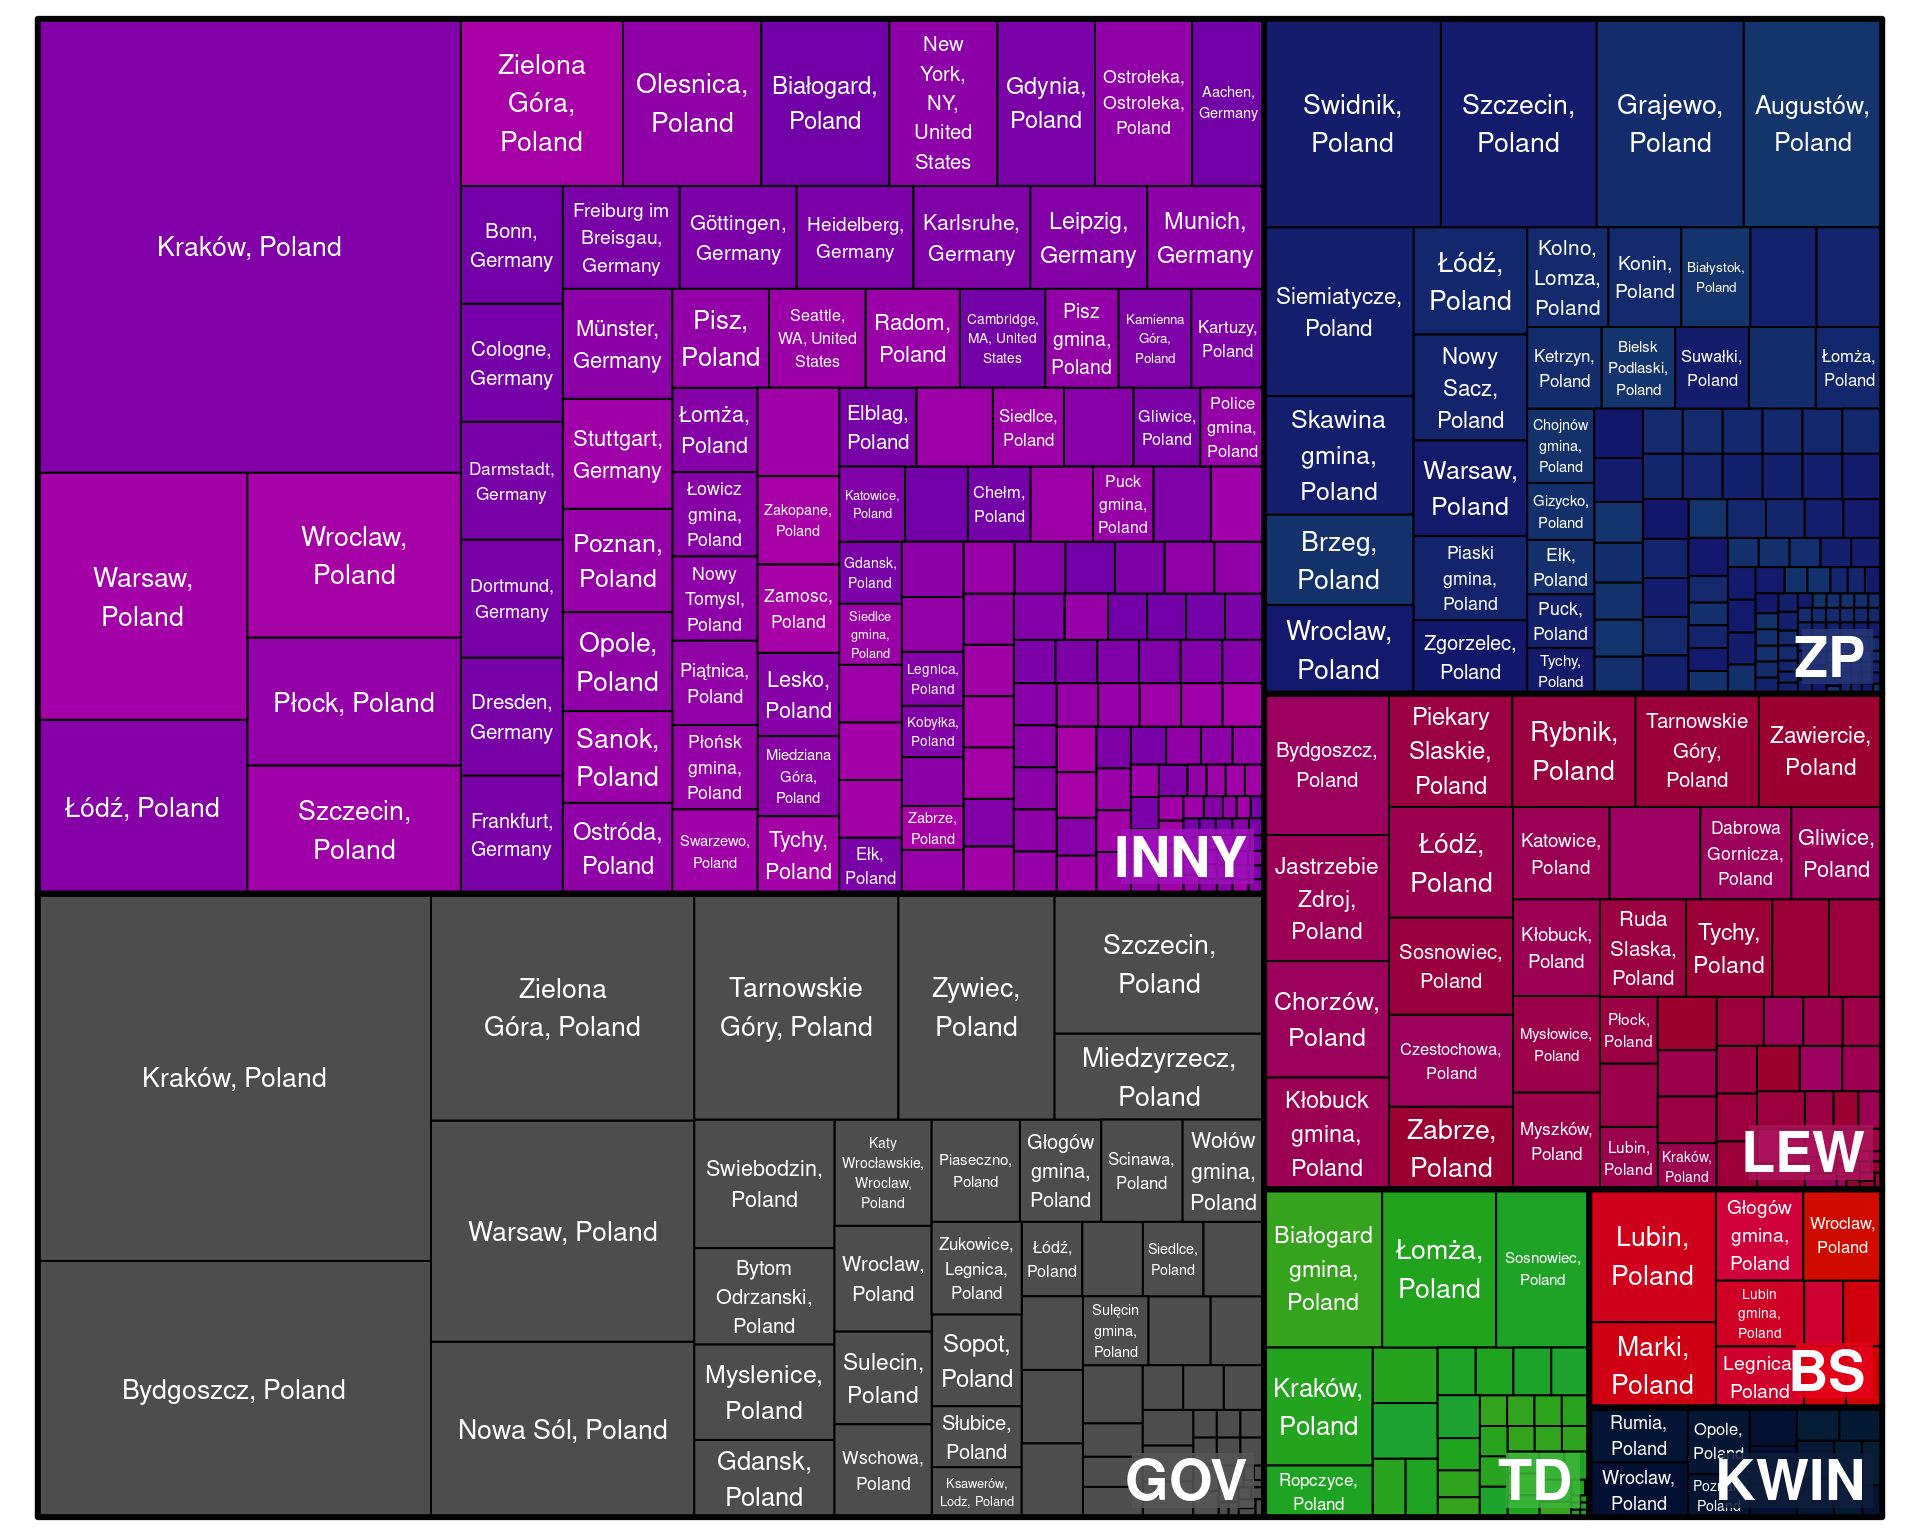 Kraków, Poland
Warsaw,
Poland
Wroclaw,
Poland
Płock, Poland
Łódź, Poland
Szczecin,
Poland
Zielona
Góra,
Poland
Olesnica,
Poland
Białogard,
Poland
New
York,
NY,
United
States
Gdynia,
Poland
Ostrołeka,
Ostroleka,
Poland
Aachen,
Germany
Bonn,
Germany
Freiburg im
Breisgau,
Germany
Göttingen,
Germany
Heidelberg,
Germany
Karlsruhe,
Germany
Leipzig,
Germany
Munich,
Germany
Cologne,
Germany
Darmstadt,
Germany
Dortmund,
Germany
Dresden,
Germany
Frankfurt,
Germany
Münster,
Germany
Stuttgart,
Germany
Poznan,
Poland
Opole,
Poland
Sanok,
Poland
Ostróda,
Poland
Pisz,
Poland
Seattle,
WA, United
States
Radom,
Poland
Cambridge,
MA, United
States
Pisz
gmina,
Poland
Kamienna
Góra,
Poland
Kartuzy,
Poland
Łomża,
Poland
Łowicz
gmina,
Poland
Nowy
Tomysl,
Poland
Piątnica,
Poland
Płońsk
gmina,
Poland
Swarzewo,
Poland
Zakopane,
Poland
Zamosc,
Poland
Lesko,
Poland
Miedziana
Góra,
Poland
Tychy,
Poland
Elblag,
Poland
Siedlce,
Poland
Gliwice,
Poland
Police
gmina,
Poland
Katowice,
Poland
Chełm,
Poland
Puck
gmina,
Poland
Gdansk,
Poland
Siedlce
gmina,
Poland
Ełk,
Poland
Legnica,
Poland
Kobyłka,
Poland
Zabrze,
Poland
INNY
Kraków, Poland
Bydgoszcz, Poland
Zielona
Góra, Poland
Warsaw, Poland
Nowa Sól, Poland
Tarnowskie
Góry, Poland
Zywiec,
Poland
Szczecin,
Poland
Miedzyrzecz,
Poland
Swiebodzin,
Poland
Bytom
Odrzanski,
Poland
Myslenice,
Poland
Gdansk,
Poland
Katy
Wrocławskie,
Wroclaw,
Poland
Wroclaw,
Poland
Sulecin,
Poland
Wschowa,
Poland
Piaseczno,
Poland
Głogów
gmina,
Poland
Scinawa,
Poland
Wołów
gmina,
Poland
Zukowice,
Legnica,
Poland
Sopot,
Poland
Słubice,
Poland
Ksawerów,
Lodz, Poland
Łódź,
Poland
Siedlce,
Poland
Sulęcin
gmina,
Poland
GOV
Swidnik,
Poland
Szczecin,
Poland
Grajewo,
Poland
Augustów,
Poland
Siemiatycze,
Poland
Skawina
gmina,
Poland
Brzeg,
Poland
Wroclaw,
Poland
Łódź,
Poland
Nowy
Sacz,
Poland
Warsaw,
Poland
Piaski
gmina,
Poland
Zgorzelec,
Poland
Kolno,
Lomza,
Poland
Konin,
Poland
Białystok,
Poland
Ketrzyn,
Poland
Bielsk
Podlaski,
Poland
Suwałki,
Poland
Łomża,
Poland
Chojnów
gmina,
Poland
Gizycko,
Poland
Ełk,
Poland
Puck,
Poland
Tychy,
Poland
ZP
Bydgoszcz,
Poland
Jastrzebie
Zdroj,
Poland
Chorzów,
Poland
Kłobuck
gmina,
Poland
Piekary
Slaskie,
Poland
Łódź,
Poland
Sosnowiec,
Poland
Czestochowa,
Poland
Zabrze,
Poland
Rybnik,
Poland
Tarnowskie
Góry,
Poland
Zawiercie,
Poland
Katowice,
Poland
Dabrowa
Gornicza,
Poland
Gliwice,
Poland
Kłobuck,
Poland
Mysłowice,
Poland
Myszków,
Poland
Ruda
Slaska,
Poland
Tychy,
Poland
Płock,
Poland
Lubin,
Poland
Kraków,
Poland
LEW
Białogard
gmina,
Poland
Łomża,
Poland
Sosnowiec,
Poland
Kraków,
Poland
Ropczyce,
Poland
TD
Lubin,
Poland
Marki,
Poland
Głogów
gmina,
Poland
Wroclaw,
Poland
Lubin
gmina,
Poland
Legnica
Poland
BS
Rumia,
Poland
Wroclaw,
Poland
Opole,
Poland
Poland
KWIN